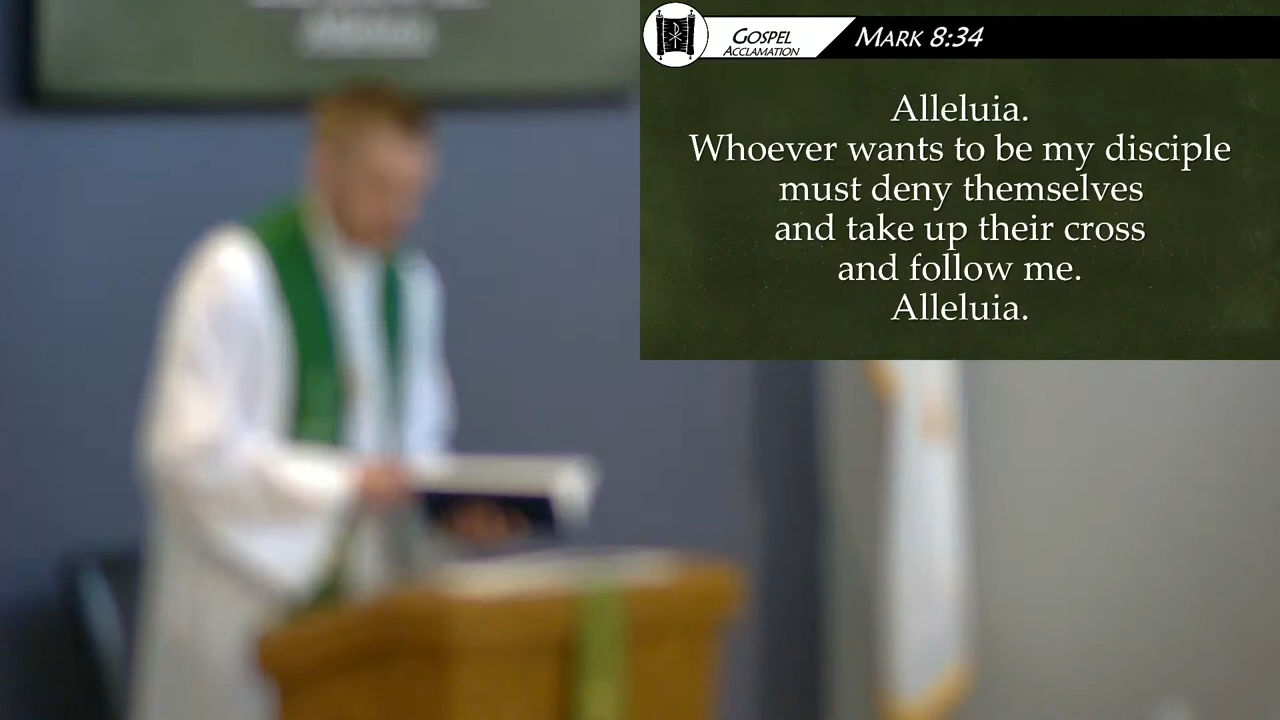 GOSPEL
ACCLAMATION
MARK 8:34
Alleluia.
Whoever wants to be my disciple
must deny themselves
and take up their cross
and follow me.
Alleluia.